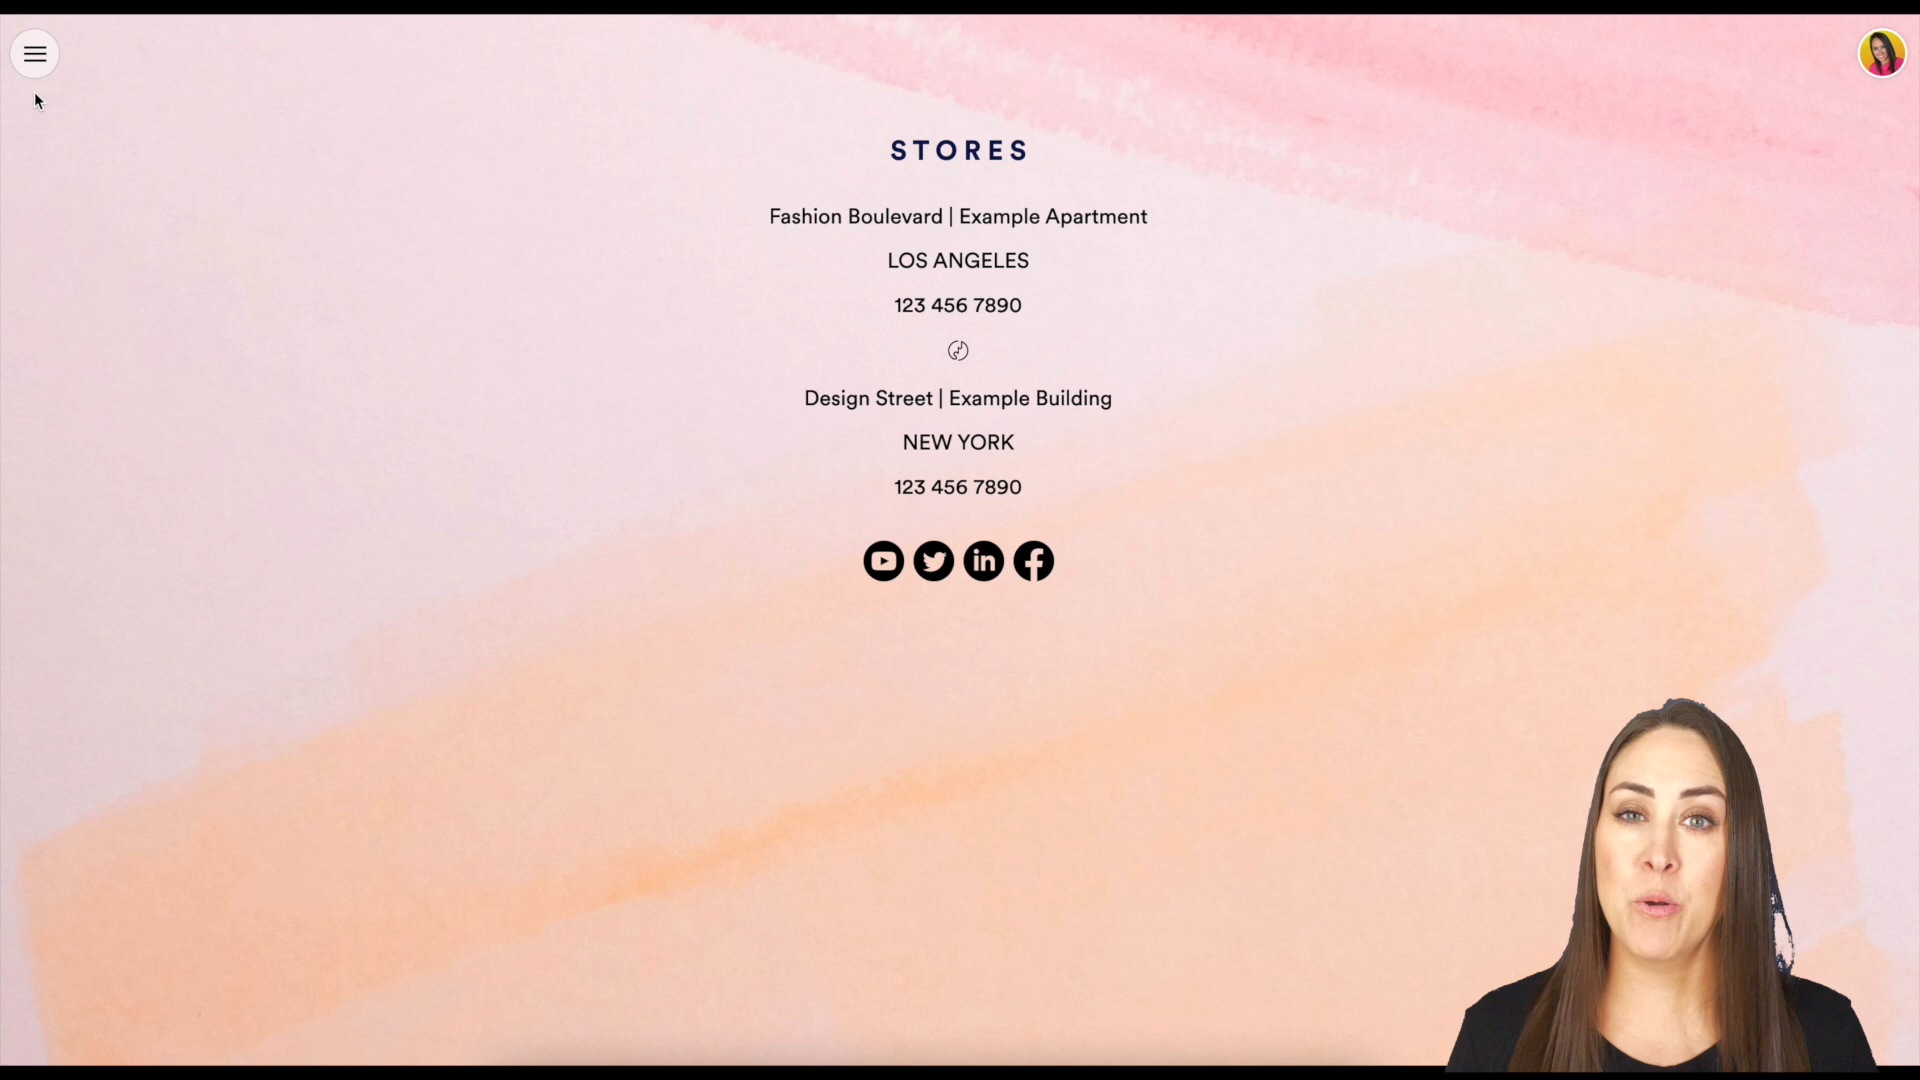 STORES
Fashion Boulevard | Example Apartment
LOS ANGELES
123 456 7890
Design Street | Example Building
NEW YORK
123 456 7890
in